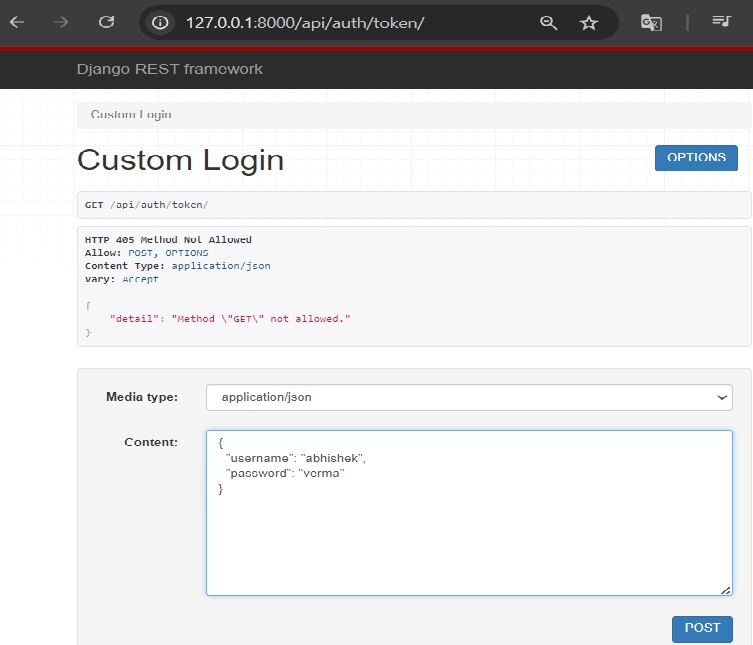 127.0.0.1:8000/api/auth/token/
Django REST framework
Custom Login
Custom Login
OPTIONS
GET /api/auth/token/
HTTP 405 Method Not Allowed
Allow: POST, OPTIONS
Content Type: application/json
vary: Accept
{
"detail": "Method \"GET\" not allowed."
}
Media type:
application/json
Content:
{
"username": "abhishek",
"password": "verma"
}
POST